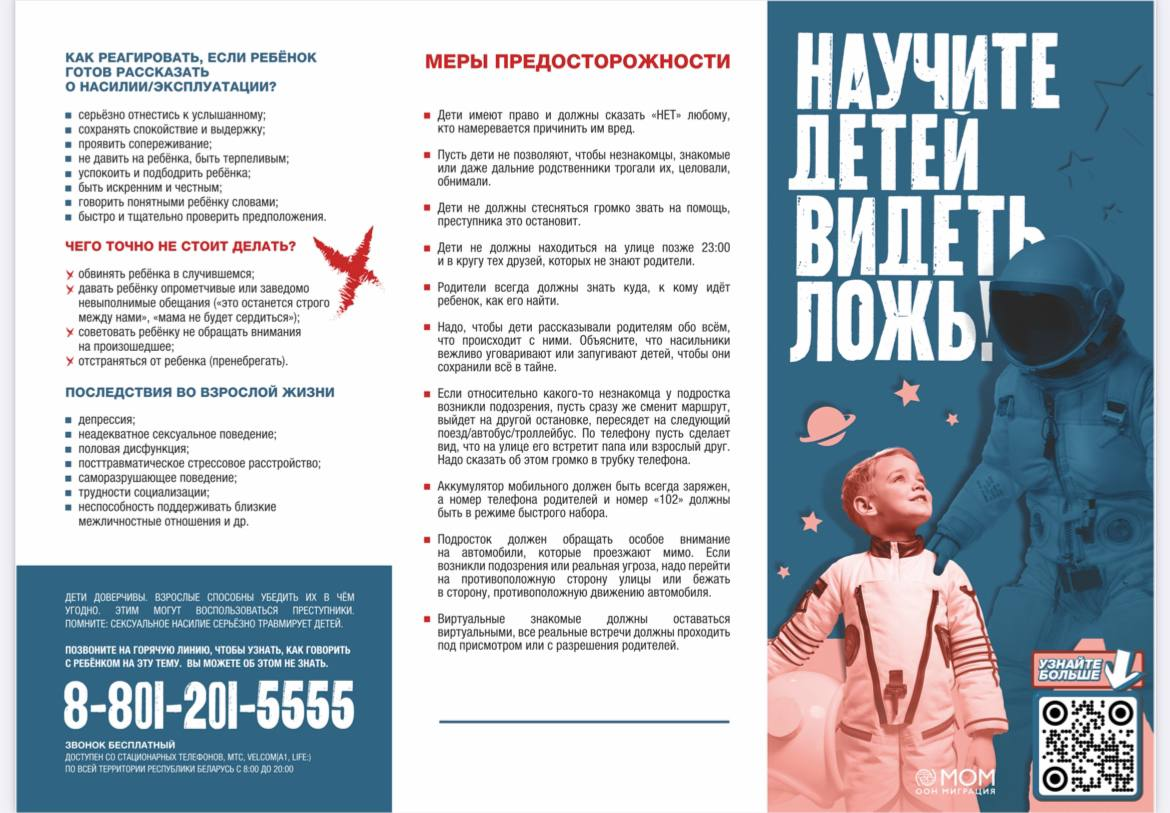 КАК РЕАГИРОВАТЬ, ЕСЛИ РЕБЁНОК
ГОТОВ РАССКАЗАТЬ
О НАСИЛИИ/ЭКСПЛУАТАЦИИ?
серьёзно отнестись к услышанному;
сохранять спокойствие и выдержку;
проявить сопереживание;
не давить на ребёнка, быть терпеливым;
успокоить и подбодрить ребёнка;
быть искренним и честным;
говорить понятными ребёнку словами;
быстро и тщательно проверить предположения.
ЧЕГО ТОЧНО НЕ СТОИТ ДЕЛАТЬ?
обвинять ребёнка в случившемся;
давать ребёнку опрометчивые или заведомо
невыполнимые обещания («это останется строго
между нами», «мама не будет сердиться»);
советовать ребёнку не обращать внимания
на произошедшее;
отстраняться от ребенка (пренебрегать).
ПОСЛЕДСТВИЯ ВО ВЗРОСЛОЙ ЖИЗНИ
депрессия;
неадекватное сексуальное поведение;
половая дисфункция;
посттравматическое стрессовое расстройство;
саморазрушающее поведение;
трудности социализации;
неспособность поддерживать близкие
межличностные отношения и др.
ДЕТИ ДОВЕРЧИВЫ. ВЗРОСЛЫЕ СПОСОБНЫ УБЕДИТЬ ИХ В ЧЁМ
УГОДНО. ЭТИМ МОГУТ ВОСПОЛЬЗОВАТЬСЯ ПРЕСТУПНИКИ.
ПОМНИТЕ: СЕКСУАЛЬНОЕ НАСИЛИЕ СЕРЬЁЗНО ТРАВМИРУЕТ ДЕТЕЙ.
ПОЗВОНИТЕ НА ГОРЯЧУЮ ЛИНИЮ, ЧТОБЫ УЗНАТЬ, КАК ГОВОРИТЬ
С РЕБЁНКОМ НА ЭТУ ТЕМУ. ВЫ МОЖЕТЕ ОБ ЭТОМ НЕ ЗНАТЬ.
8-801-201-5555
ЗВОНОК БЕСПЛАТНЫЙ
ДОСТУПЕН СО СТАЦИОНАРНЫХ ТЕЛЕФОНОВ, МТС, VELCOM|A1, LIFE:)
ПО ВСЕЙ ТЕРРИТОРИИ РЕСПУБЛИКИ БЕЛАРУСЬ С 8:00 ДО 20:00
МЕРЫ ПРЕДОСТОРОЖНОСТИ
Дети имеют право и должны сказать «НЕТ» любому,
кто намеревается причинить им вред.
Пусть дети не позволяют, чтобы незнакомцы, знакомые
или даже дальние родственники трогали их, целовали,
обнимали.
Дети не должны стесняться громко звать на помощь,
преступника это остановит.
Дети не должны находиться на улице позже 23:00
и в кругу тех друзей, которых не знают родители.
Родители всегда должны знать куда, к кому идёт
ребенок, как его найти.
Надо, чтобы дети рассказывали родителям обо всём,
что происходит с ними. Объясните, что насильники
вежливо уговаривают или запугивают детей, чтобы они
сохранили всё в тайне.
Если относительно какого-то незнакомца у подростка
возникли подозрения, пусть сразу же сменит маршрут,
выйдет на другой остановке, пересядет на следующий
поезд/автобус/троллейбус. По телефону пусть сделает
вид, что на улице его встретит папа или взрослый друг.
Надо сказать об этом громко в трубку телефона.
Аккумулятор мобильного должен быть всегда заряжен,
а номер телефона родителей и номер «102» должны
быть в режиме быстрого набора.
Подросток должен обращать особое внимание
на автомобили, которые проезжают мимо. Если
возникли подозрения или реальная угроза, надо перейти
на противоположную сторону улицы или бежать
в сторону, противоположную движению автомобиля.
Виртуальные знакомые должны оставаться
виртуальными, все реальные встречи должны проходить
под присмотром или с разрешения родителей.
НАУЧИТЕ
ДЕТЕЙ
ВИДЕТЬ
ЛОЖЬ!
УЗНАЙТЕ
БОЛЬШЕ
МОМ
ООН МИГРАЦИЯ